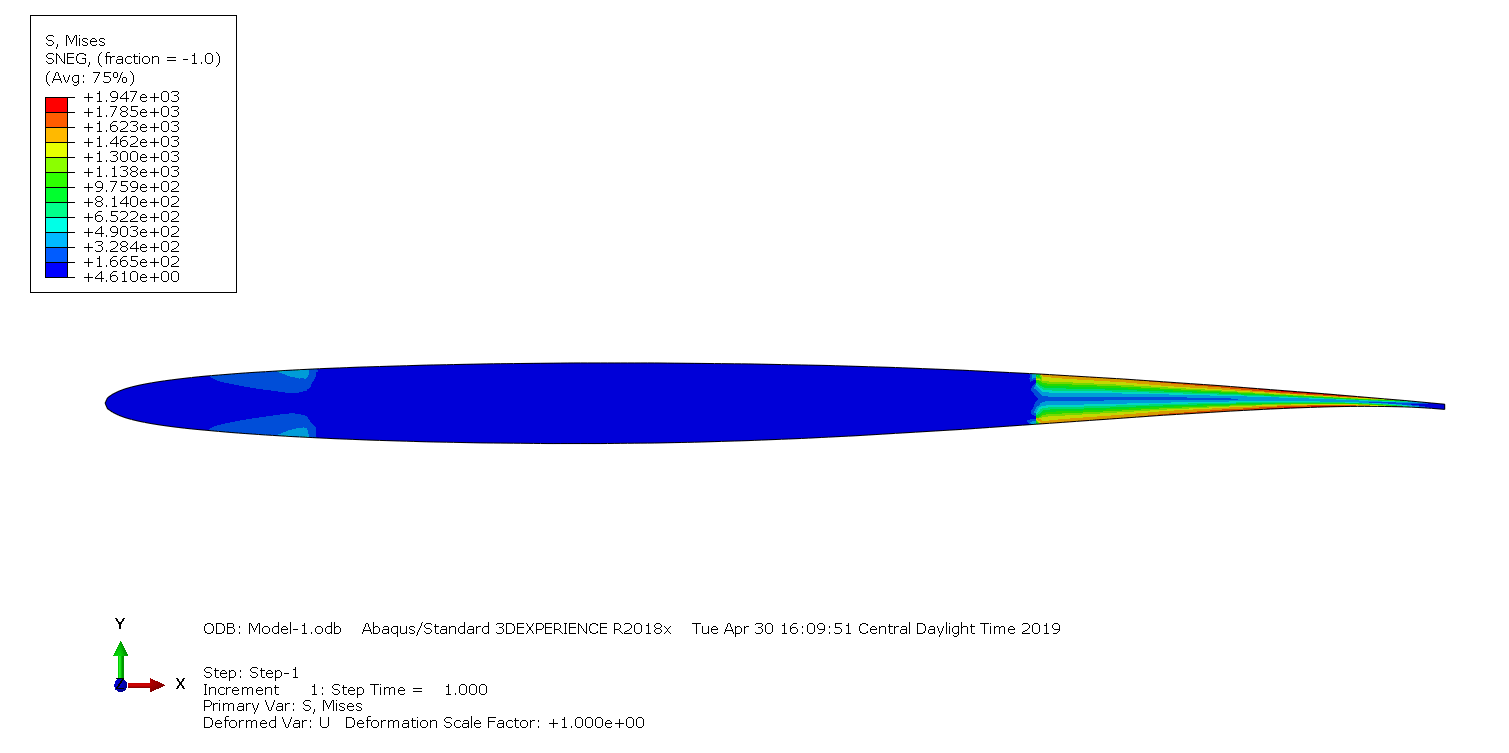 S, Mises
SNEG, (fraction = -1.0)
(Avg: 75%)
+1.947e+03
+1.785e+03
+1.623e+03
+1.462e+03
+1.300e+03
+1.138e+03
+9.759e+02
+8.140e+02
+6.522e+02
+4.903e+02
+3.284e+02
+1.665e+02
+4.610e+00
Y
X
Z
ODB: Model-1.odb    Abaqus/Standard 3DEXPERIENCE R2018x    Tue Apr 30 16:09:51 Central Daylight Time 2019
Step: Step-1
Increment    1: Step Time =    1.000
Primary Var: S, Mises
Deformed Var: U   Deformation Scale Factor: +1.000e+00